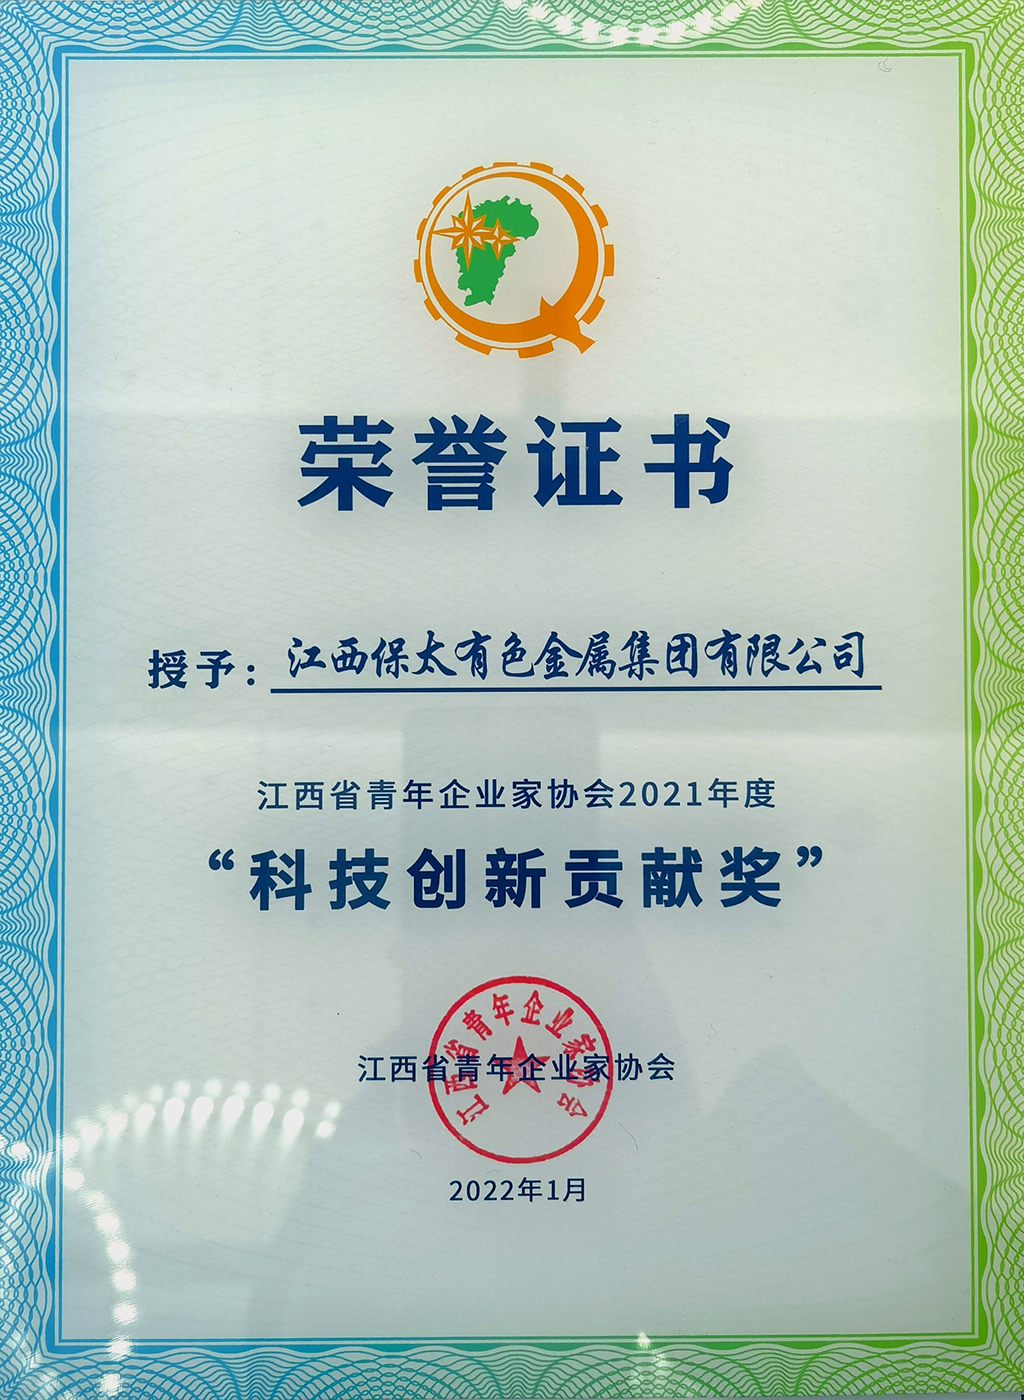 荣誉证书
授予：江西保太有色金属集团有限公司
江西省青年企业家协会2021年度
“科技创新贡献奖”
江西省青年企业家协会
江西省青年企业家协会
2022年1月